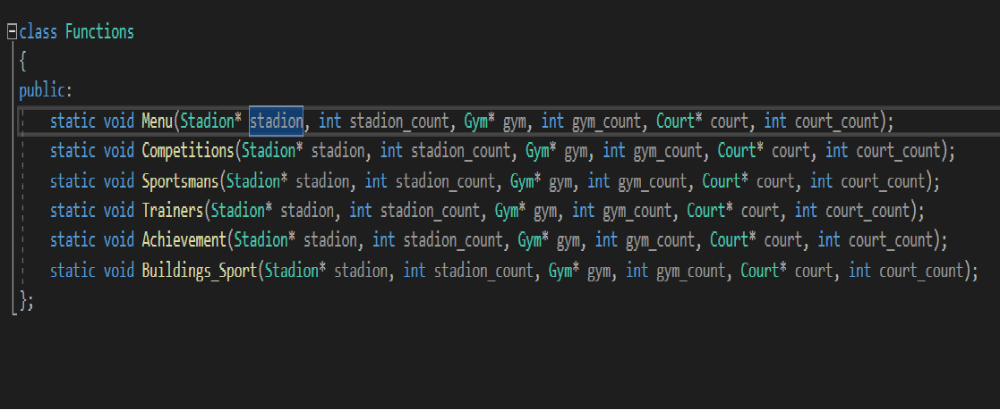 class Functions
{
public:
static void Menu(Stadion* stadion, int stadion_count, Gym* gym, int gym_count, Court* court, int court_count);
static void Competitions(Stadion* stadion, int stadion_count, Gym* gym, int gym_count, Court* court, int court_count);
static void Sportsmans(Stadion* stadion, int stadion_count, Gym* gym, int gym_count, Court* court, int court_count);
static void Trainers(Stadion* stadion, int stadion_count, Gym* gym, int gym_count, Court* court, int court_count);
static void Achievement(Stadion* stadion, int stadion_count, Gym* gym, int gym_count, Court* court, int court_count);
static void Buildings_Sport(Stadion* stadion, int stadion_count, Gym* gym, int gym_count, Court* court, int court_count);
};